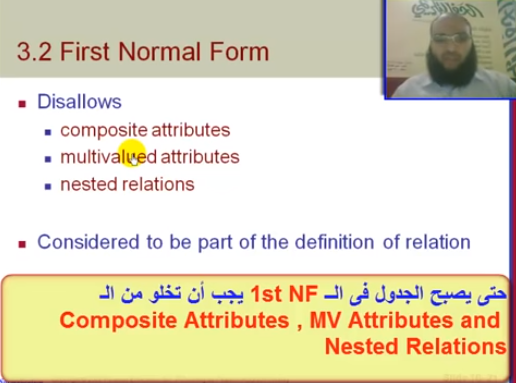 3.2 First Normal Form
Disallows
composite attributes
multivalued attributes
nested relations
Considered to be part of the definition of relation
حتى يصبح الجدول فى الــ 1st NF يجب أن تخلو من الـ
Composite Attributes , MV Attributes and
Nested Relations